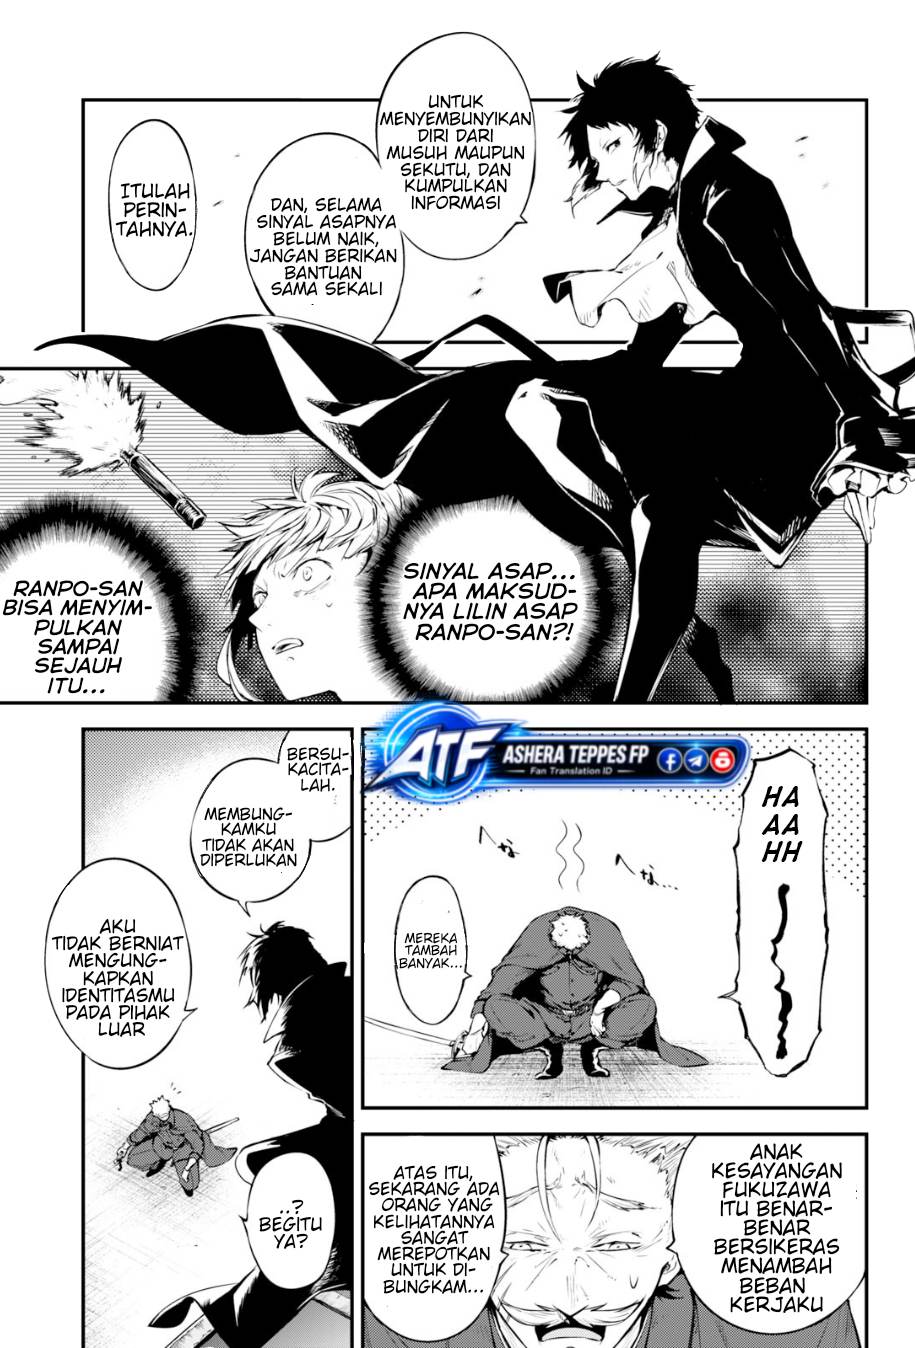 UNTUK
MENYEMBUNYIKAN
DIRI DARI
MUSUH MAUPUN
SEKUTU, DAN
KUMPULKAN
INFORMASI
DAN, SELAMA
SINYAL ASAPNYA
BELUM NAIK,
JANGAN BERIKAN
BANTUAN
SAMA SEKALI
ITULAH
PERIN-
TAHNYA.
SINYAL ASAP...
APA MAKSUD-
NYA LILIN ASAP
RANPO-SAN?!
RANPO-SAN
BISA MENYIM-
PULKAN
SAMPAI
SEJAUH
ITU...
ATF
ASHERA TEPPES FP
Fan Translation ID
HA
AA
HH
へな
へな…
MEREKA
TAMBAH
BANYAK...
BERSU-
KACITA-
LAH.
MEMBUNG-
KAMKU
TIDAK AKAN
DIPERLUKAN
AKU
TIDAK BERNIAT
MENGUNG-
KAPKAN
IDENTITASMU
PADA PIHAK
LUAR
..?
BEGITU
YA?
ANAK
KESAYANGAN
FUKUZAWA
ITU BENAR-
BENAR
BERSIKERAS
MENAMBAH
BEBAN
KERJAKU
ATAS ITU,
SEKARANG ADA
ORANG YANG
KELIHATANNYA
SANGAT
MEREPOTKAN
UNTUK DI-
BUNGKAM...